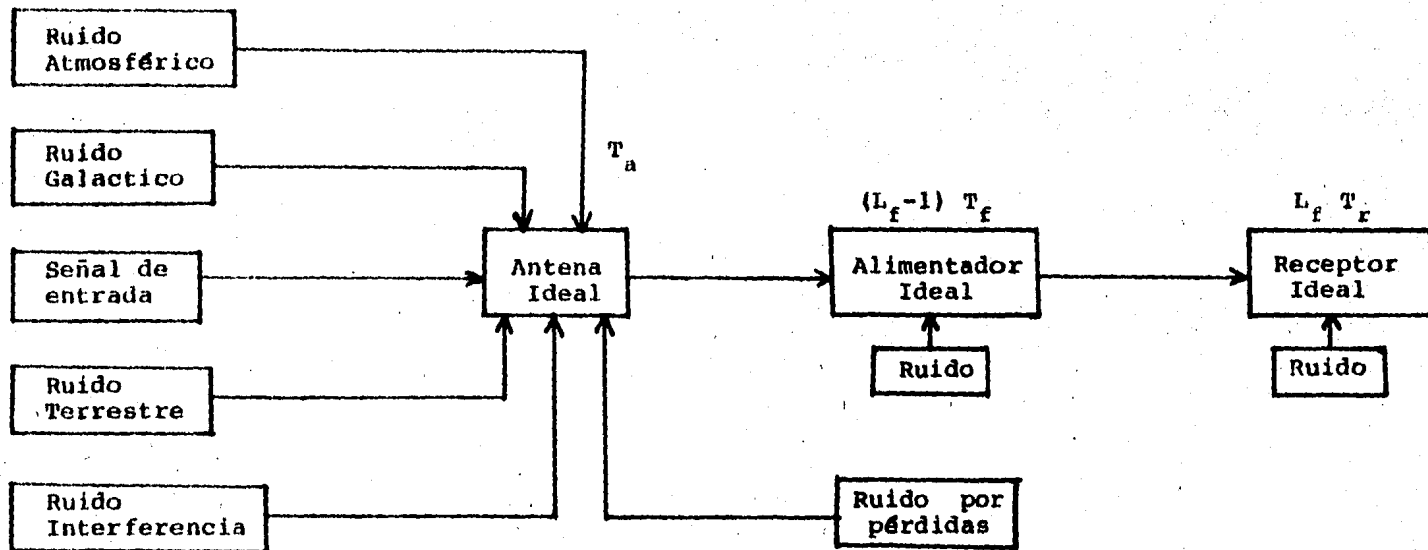 Ruido
Atmosférico
Ruido
Galactico
T_a
(L_f-1) T_f
L_f T_r
Señal de
entrada
Antena
Ideal
Alimentador
Ideal
Receptor
Ideal
Ruido
Ruido
Ruido
Terrestre
Ruido
Interferencia
Ruido por
pérdidas